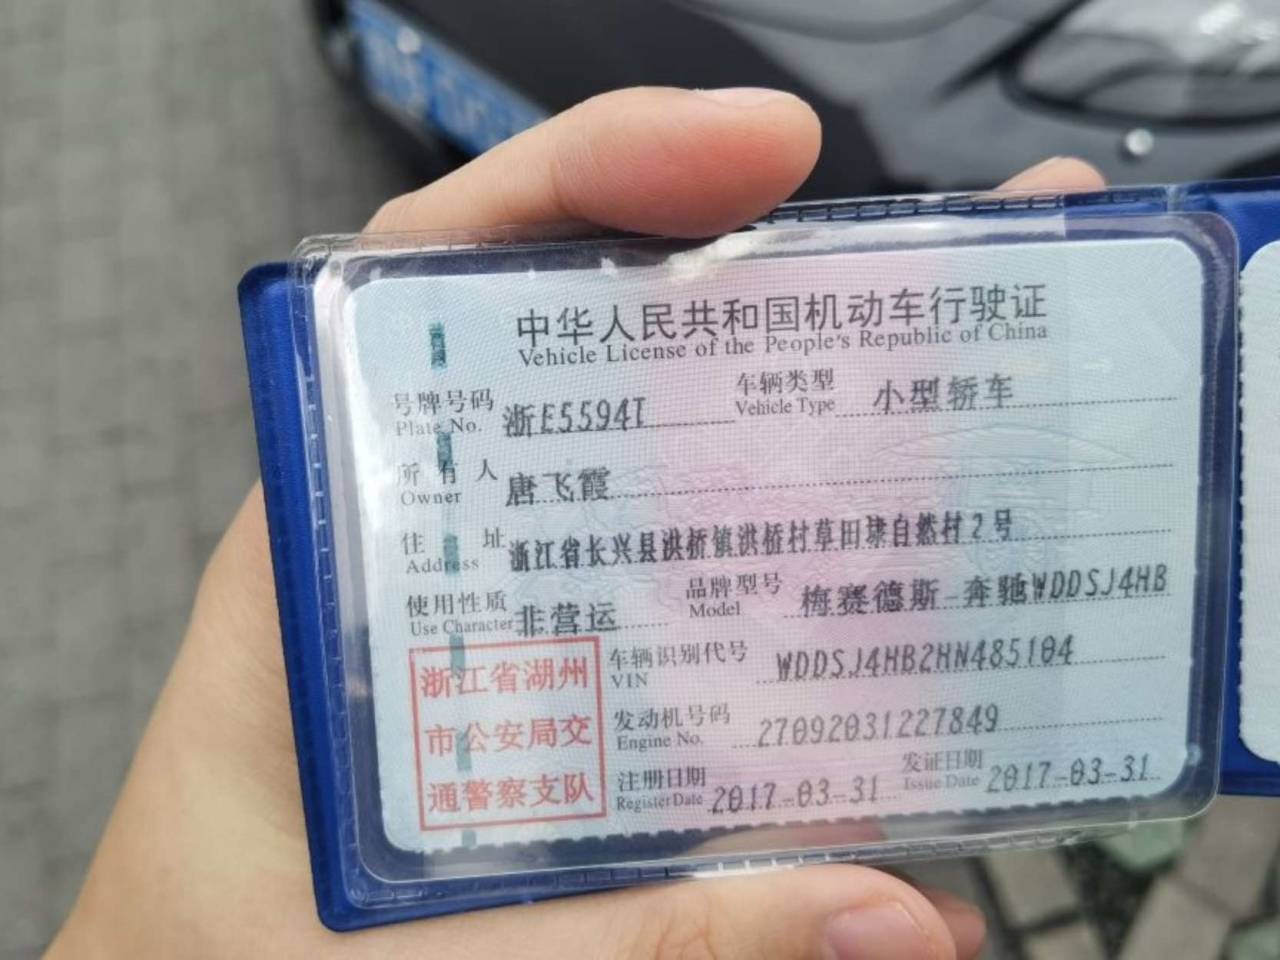 中华人民共和国机动车行驶证
Vehicle License of the People's Republic of China
号牌号码 浙E5594T 车辆类型 小型轿车
Plate No. Vehicle Type
所有人 唐飞霞
Owner
住址 浙江省长兴县洪桥镇洪桥村草田埭自然村2号
Address
使用性质 非营运 品牌型号 梅赛德斯-奔驰WDDSJ4HB
Use Character Model
车辆识别代号 WDDSJ4HB2HN485104
VIN
发动机号码 27092031227849
Engine No.
注册日期 2017-03-31 发证日期 2017-03-31
Register Date Issue Date
浙江省湖州
市公安局交
通警察支队